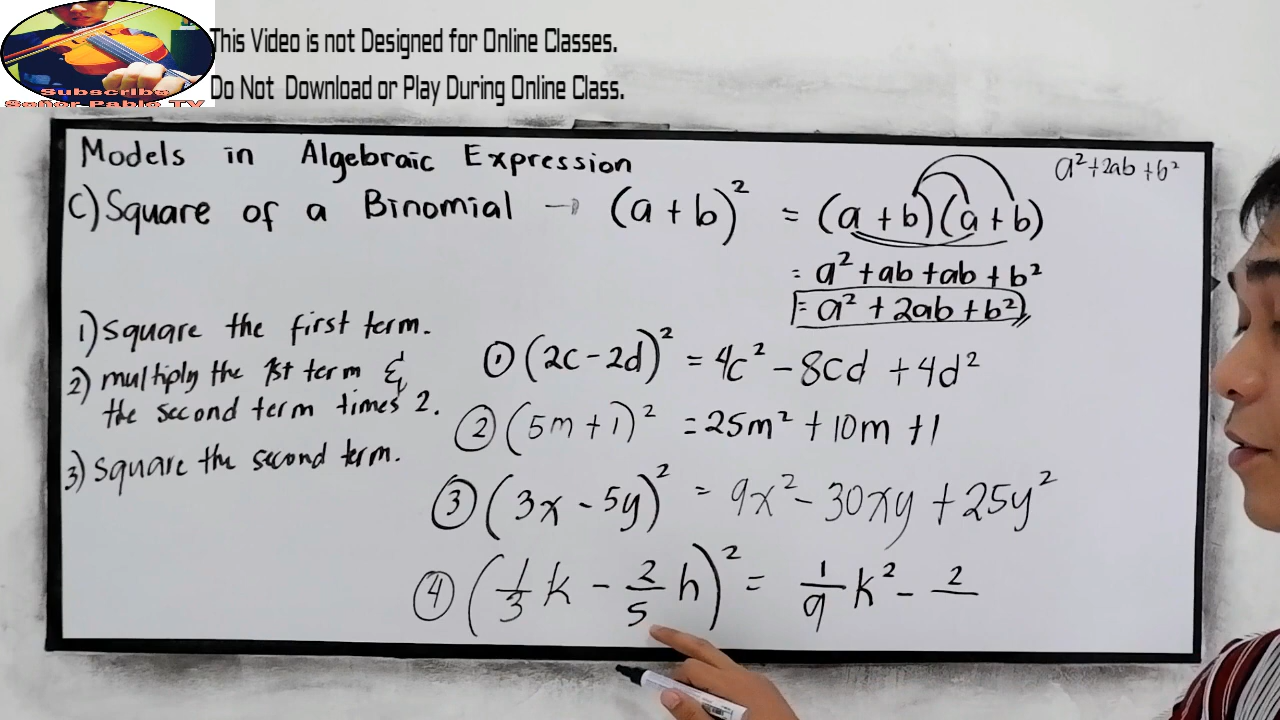 This Video is not Designed for Online Classes.
Do Not Download or Play During Online Class.
Subscribe
Señor Pablo TV
Models in Algebraic Expression
a²+2ab+b²
C) Square of a Binomial → (a + b)² = (a + b)(a + b)
= a² + ab + ab + b²
= a² + 2ab + b²
1) square the first term.
2) multiply the 1st term &
the second term times 2.
3) square the second term.
① (2c - 2d)² = 4c² - 8cd + 4d²
② (5m + 1)² = 25m² + 10m + 1
③ (3x - 5y)² = 9x² - 30xy + 25y²
④ (1/3 k - 2/5 h)² = 1/9 k² - 2/